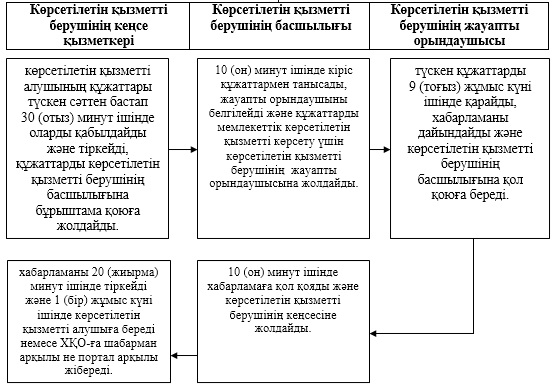 Көрсетілетін қызметті
берушінің кеңсе
қызметкері
Көрсетілетін қызметті
берушінің басшылығы
Көрсетілетін қызметті
берушінің жауапты
орындаушысы
көрсетілетін қызметті
алушының құжаттары
түскен сәттен бастап
30 (отыз) минут ішінде
оларды қабылдайды
және тіркейді,
құжаттарды көрсетілетін
қызметті берушінің
басшылығына
бұрыштама қоюға
жолдайды.
10 (он) минут ішінде кіріс
құжаттармен танысады,
жауапты орындаушыны
белгілейді және құжаттарды
мемлекеттік көрсетілетін
қызметті көрсету үшін
көрсетілетін қызметті
берушінің жауапты
орындаушысына жолдайды.
түскен құжаттарды
9 (тоғыз) жұмыс күні
ішінде қарайды,
хабарламаны
дайындайды және
көрсетілетін қызметті
берушінің
басшылығына қол
қоюға береді.
хабарламаны 20 (жиырма)
минут ішінде тіркейді
және 1 (бір) жұмыс күні
ішінде көрсетілетін
қызметті алушыға береді
немесе ХҚО-ға шабарман
арқылы не портал арқылы
жібереді.
10 (он) минут ішінде
хабарламаға қол қояды және
көрсетілетін қызметті
берушінің кеңсесіне
жолдайды.